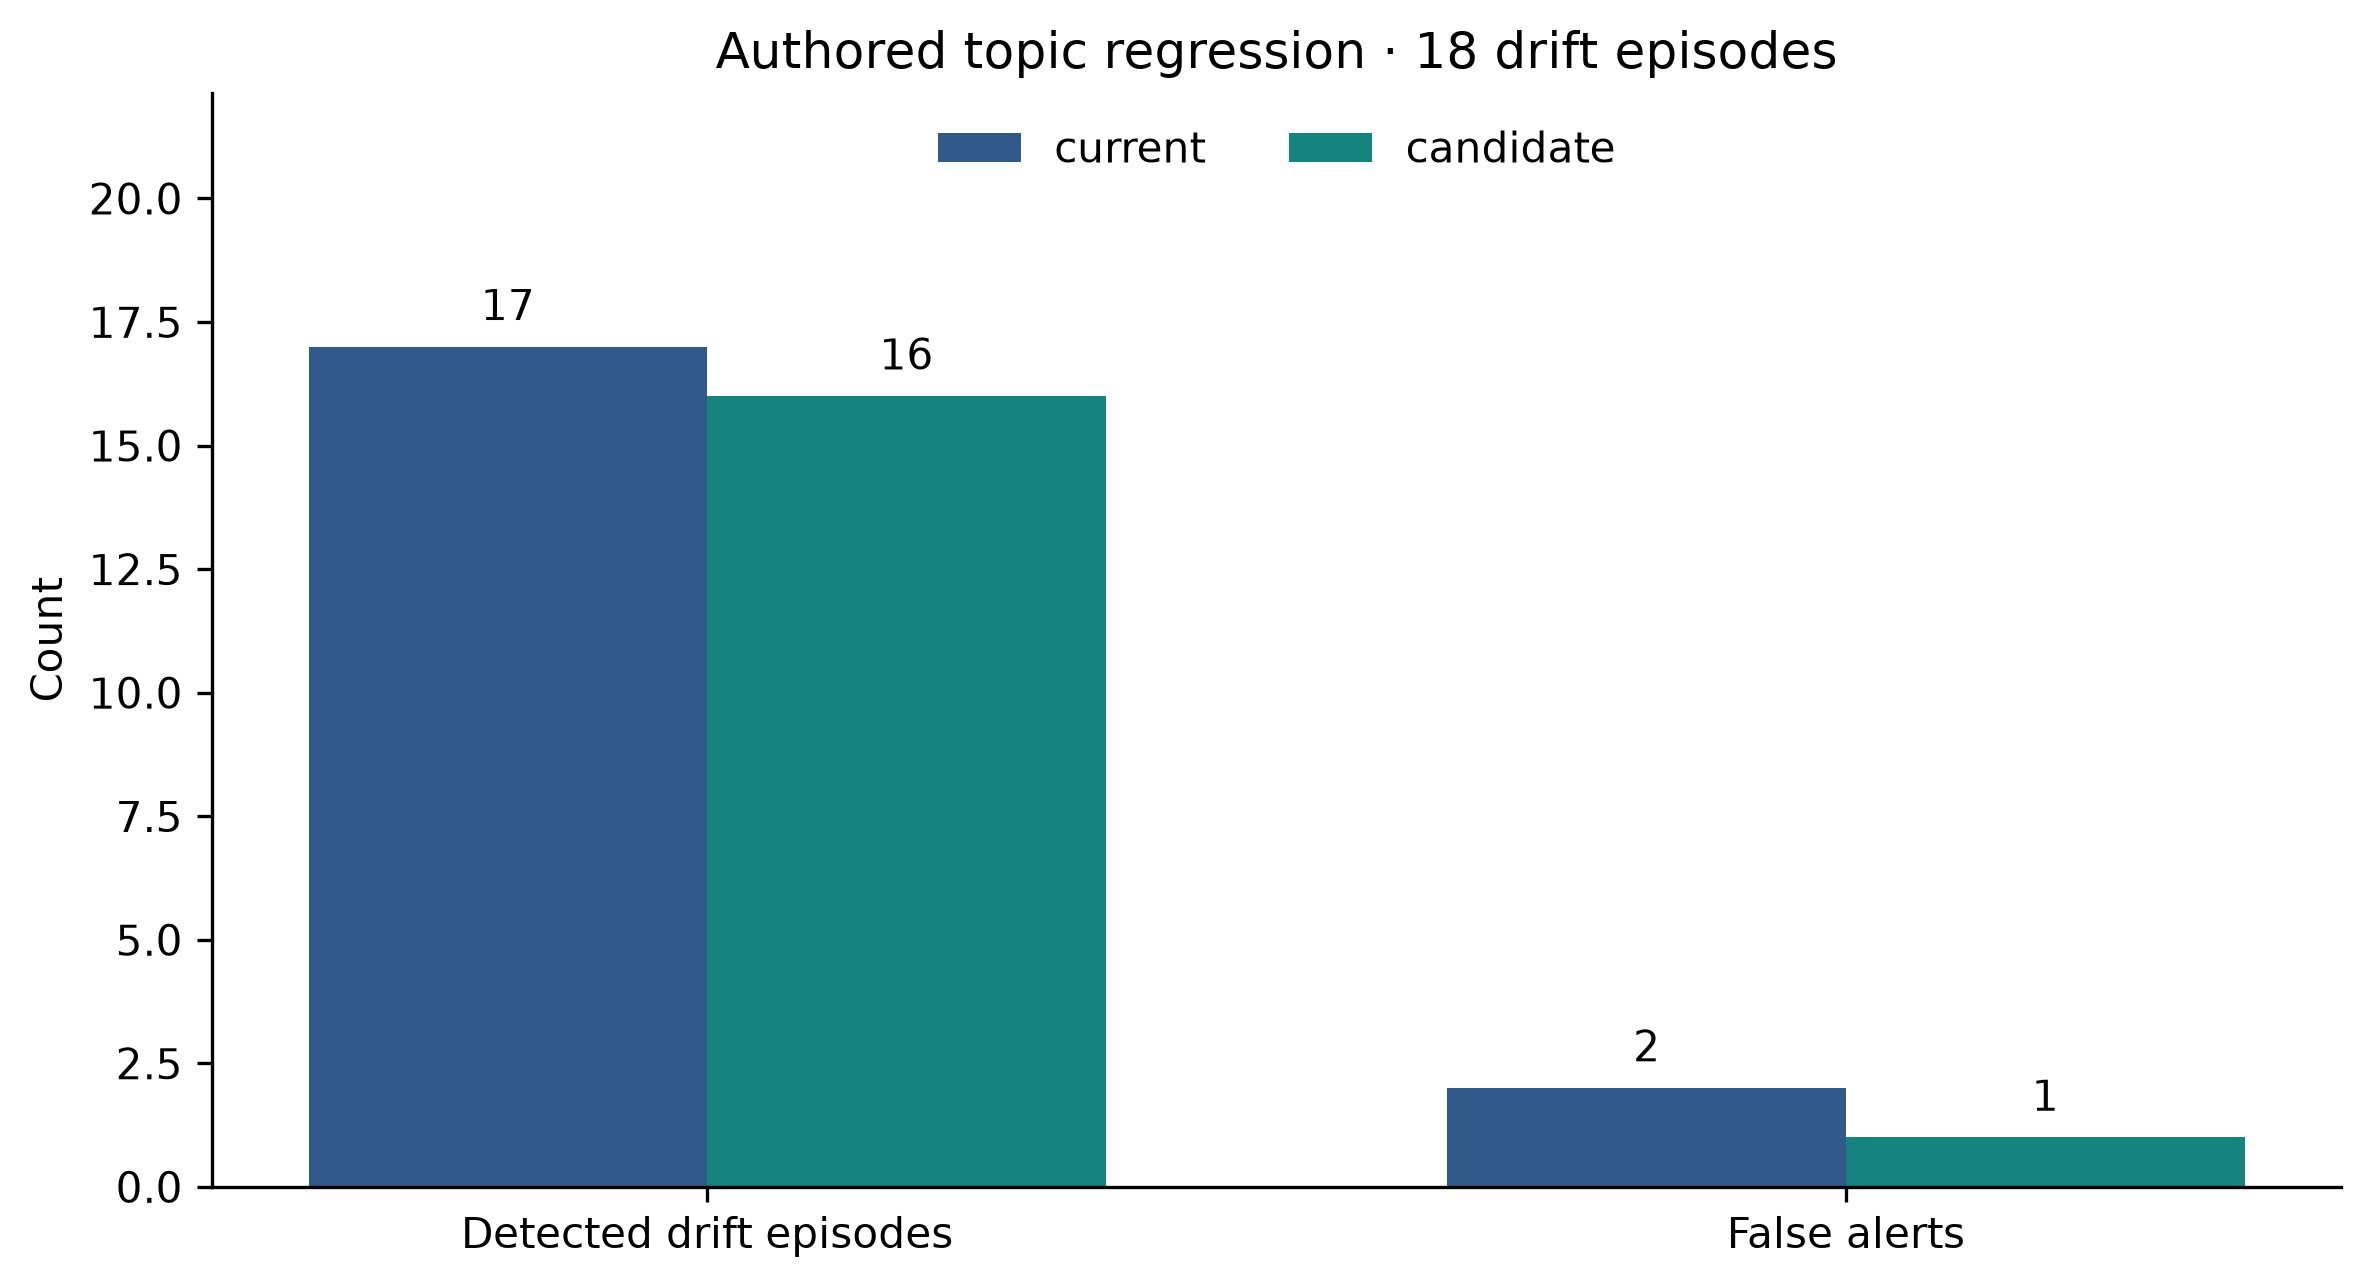 Authored topic regression · 18 drift episodes
current candidate
20.0
17.5
15.0
12.5
10.0
7.5
5.0
2.5
0.0
Count
17
16
2
1
Detected drift episodes
False alerts